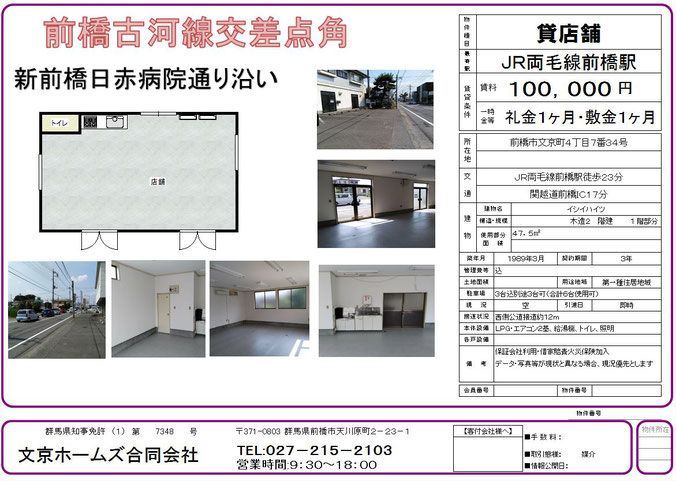 前橋古河線交差点角
新前橋日赤病院通り沿い
トイレ
店舗
物件種目
貸店舗
最寄駅
JR両毛線前橋駅
賃貸条件
賃料
100,000円
一時金等
礼金1ヶ月・敷金1ヶ月
所在地
前橋市文京町4丁目7番34号
交通
JR両毛線前橋駅徒歩23分
関越道前橋IC17分
建物
建物名
イシイハイツ
構造・規模
木造2 階建 1階部分
使用部分面積
47.5㎡
築年月
1989年3月
契約期間
3年
管理費等
込
土地面積
用途地域
第一種住居地域
駐車場
3台込別途3台可(合計6台使用可)
現況
空
引渡日
即時
接道状況
西側公道接道約12m
本体設備
LPG・エアコン2基、給湯機、トイレ、照明
各戸設備
備考
保証会社利用・借家賠責火災保険加入
データ・写真等が現状と異なる場合、現況優先とします
会員番号
物件番号
物件番号
群馬県知事免許 (1) 第 7348 号
〒371-0803 群馬県前橋市天川原町2-23-1
文京ホームズ合同会社
TEL:027-215-2103
営業時間:9:30~18:00
【客付会社様へ】
■手数料:
■取引態様: 媒介
■情報公開日:
物件所在